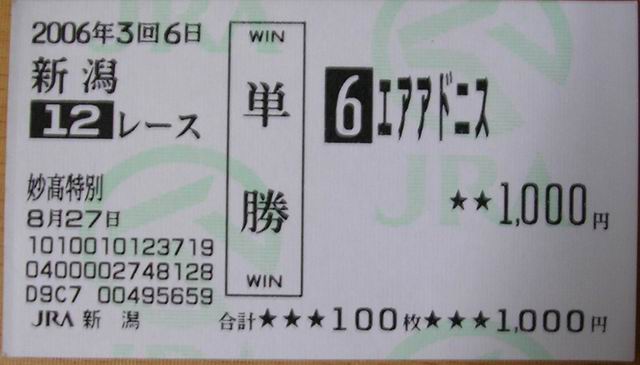 2006年3回6日
新潟
12レース
妙高特別
8月27日
1010010123719
0400002748128
D9C7 00495659
JRA 新 潟
WIN
単勝
WIN
6 エアアドニス
★★1,000円
合計★★★100枚★★★1,000円
JRA
JRA